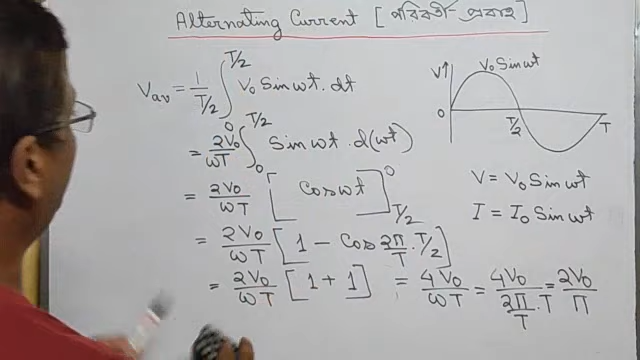 Alternating Current [পরিবর্তী প্রবাহ]
V_av = 1/(T/2) ∫₀^(T/2) V₀ Sin ωt . dt
= 2V₀/ωT ∫₀^(T/2) Sin ωt . d(ωt)
= 2V₀/ωT [cos ωt]_(T/2)^0
= 2V₀/ωT [1 - Cos 2Π/T . T/2]
= 2V₀/ωT [1 + 1] = 4V₀/ωT = 4V₀/(2Π/T . T) = 2V₀/Π
V↑
V₀ Sin ωt
0
T/2
T
V = V₀ Sin ωt
I = I₀ Sin ωt